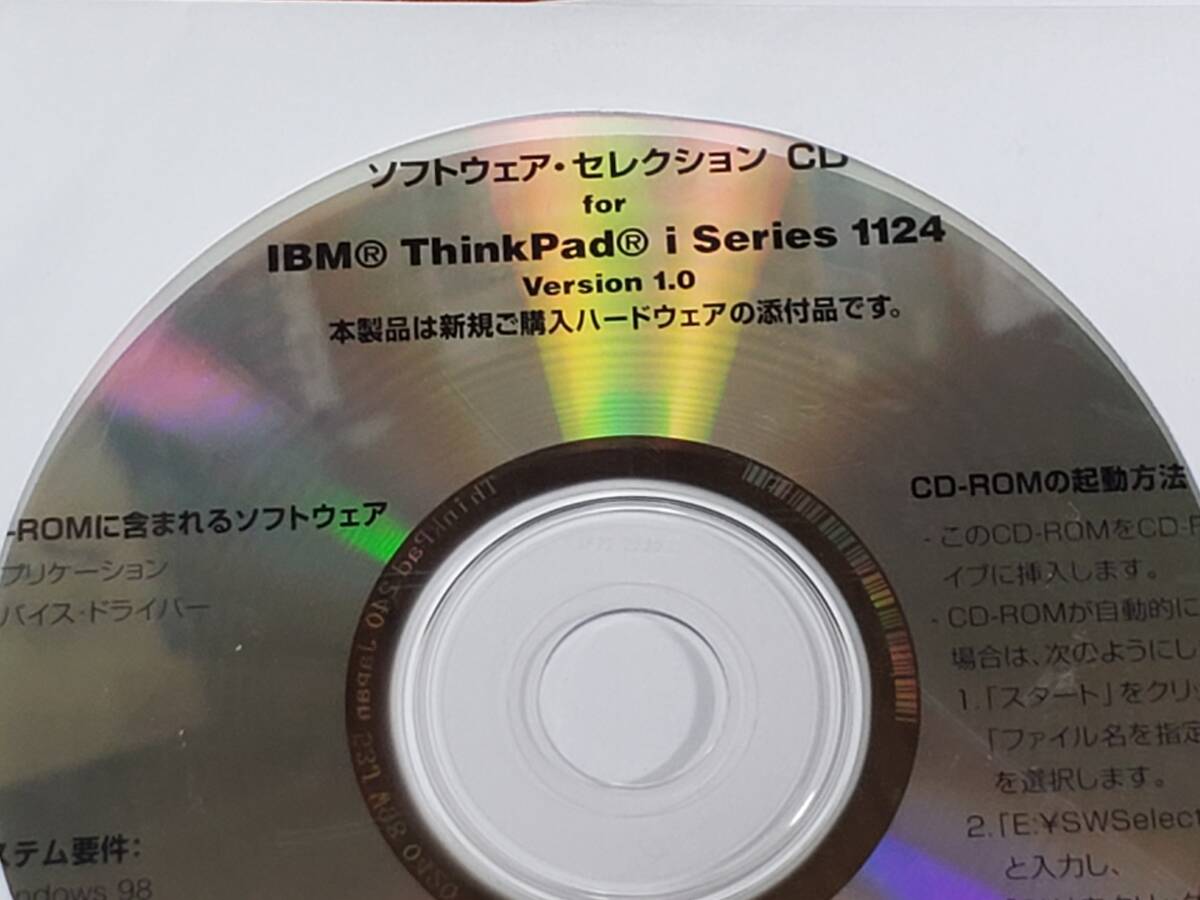 ソフトウェア・セレクション CD
for
IBM® ThinkPad® i Series 1124
Version 1.0
本製品は新規ご購入ハードウェアの添付品です。
-ROMに含まれるソフトウェア
プリケーション
バイス・ドライバー
ステム要件:
ndows 98
CD-ROMの起動方法
- このCD-ROMをCD-R
イブに挿入します。
- CD-ROMが自動的に
場合は、次のようにし
1.「スタート」をクリッ
「ファイル名を指定
を選択します。
2.「E:¥SWSelect
と入力し、
ThinkPad240 Japan